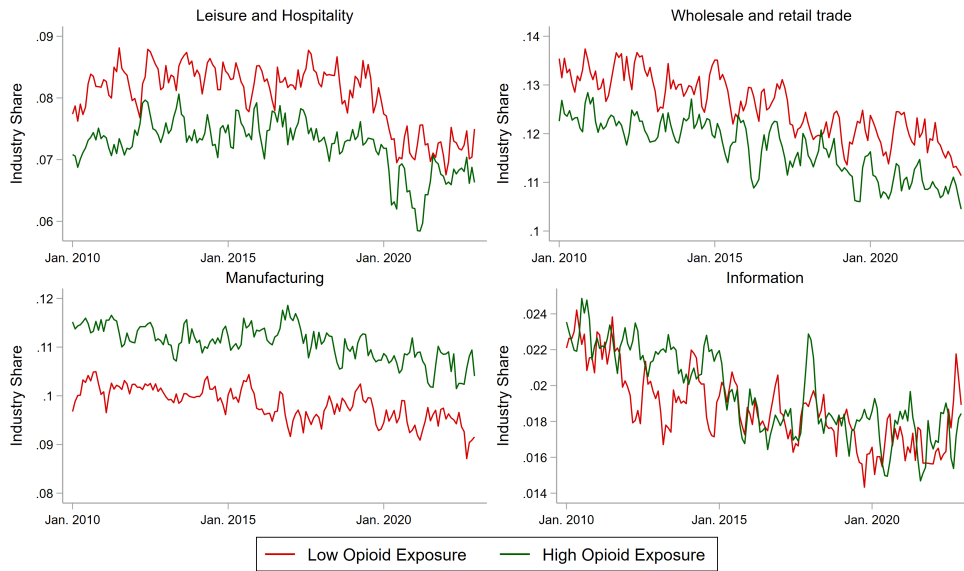 Leisure and Hospitality
Industry Share
.09
.08
.07
.06
Jan. 2010
Jan. 2015
Jan. 2020
Wholesale and retail trade
Industry Share
.14
.13
.12
.11
.1
Jan. 2010
Jan. 2015
Jan. 2020
Manufacturing
Industry Share
.12
.11
.1
.09
.08
Jan. 2010
Jan. 2015
Jan. 2020
Information
Industry Share
.024
.022
.02
.018
.016
.014
Jan. 2010
Jan. 2015
Jan. 2020
Low Opioid Exposure
High Opioid Exposure